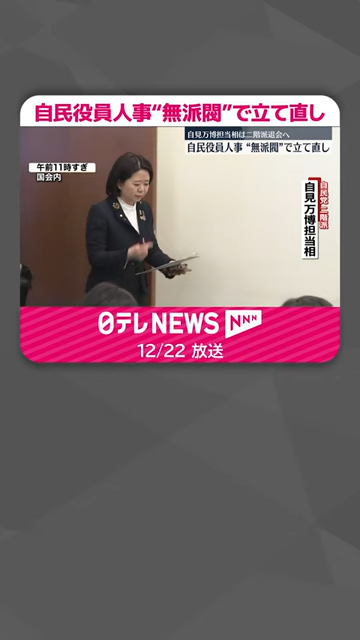 自民役員人事“無派閥”で立て直し
自見万博担当相は二階派退会へ
自民役員人事 “無派閥”で立て直し
午前11時すぎ
国会内
自民党二階派
自見万博担当相
日テレNEWS NNN
12/22 放送